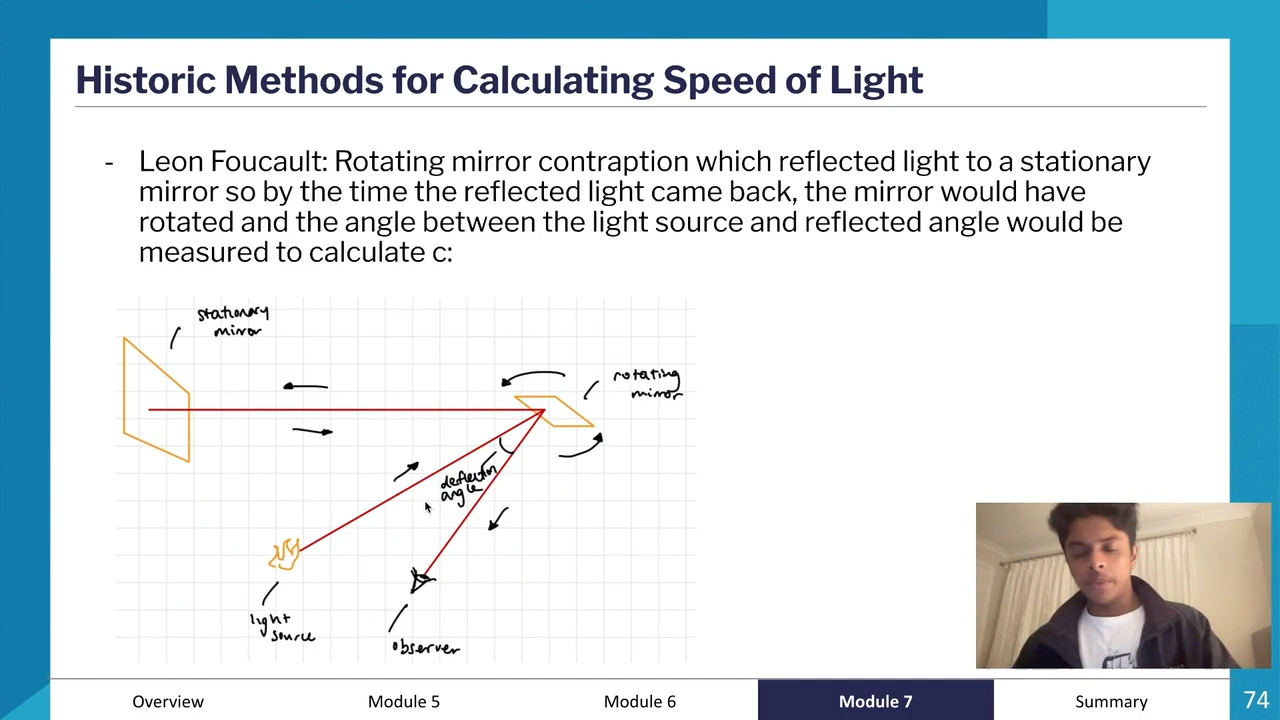 Historic Methods for Calculating Speed of Light
- Leon Foucault: Rotating mirror contraption which reflected light to a stationary
mirror so by the time the reflected light came back, the mirror would have
rotated and the angle between the light source and reflected angle would be
measured to calculate c:
stationary
mirror
rotating
mirror
deflection
angle
light
source
observer
Overview
Module 5
Module 6
Module 7
Summary
74